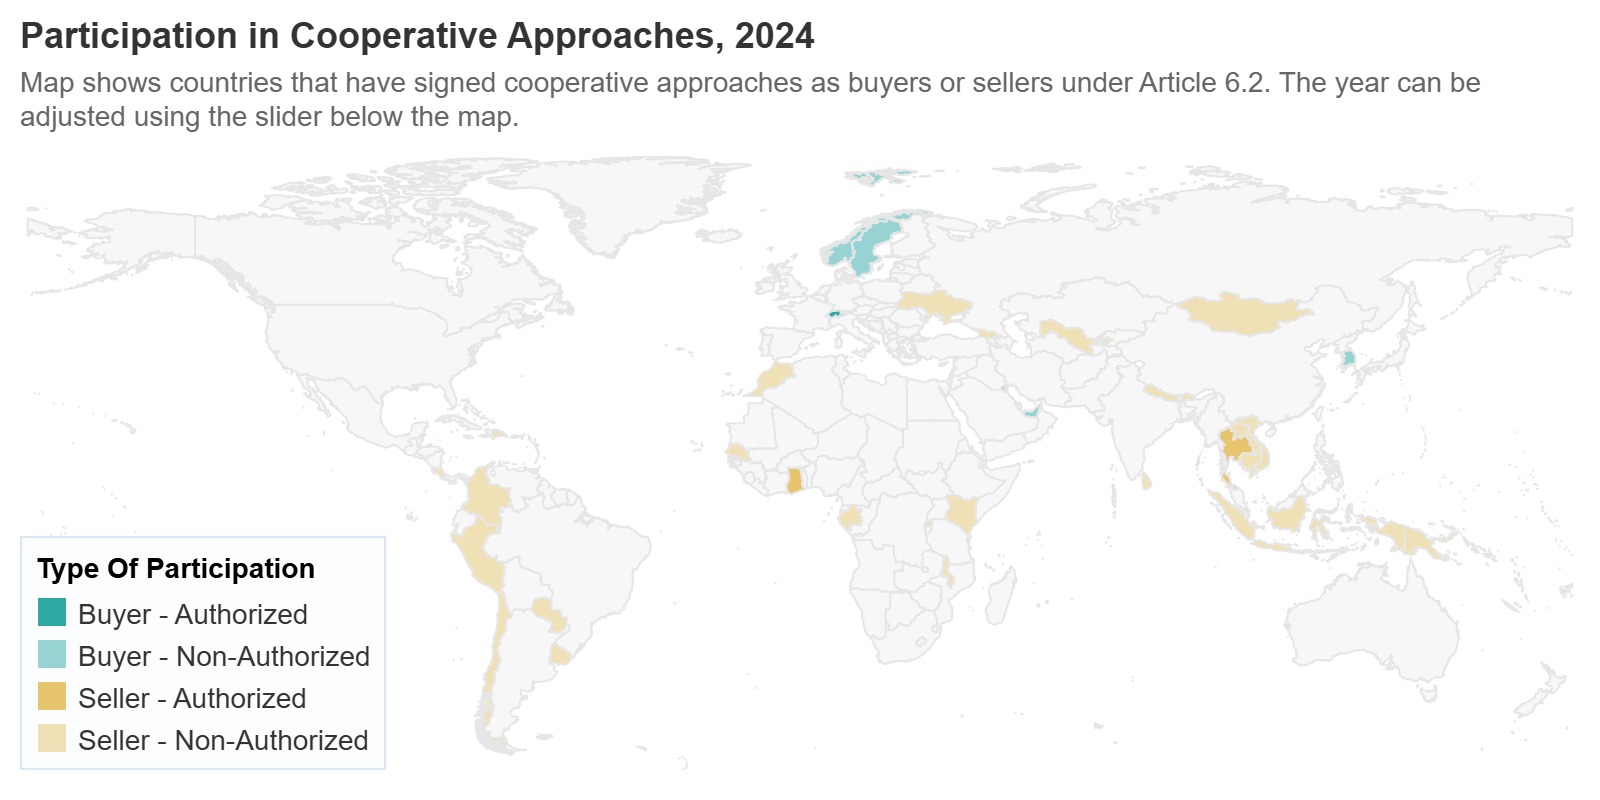 Participation in Cooperative Approaches, 2024
Map shows countries that have signed cooperative approaches as buyers or sellers under Article 6.2. The year can be
adjusted using the slider below the map.
Type Of Participation
Buyer - Authorized
Buyer - Non-Authorized
Seller - Authorized
Seller - Non-Authorized